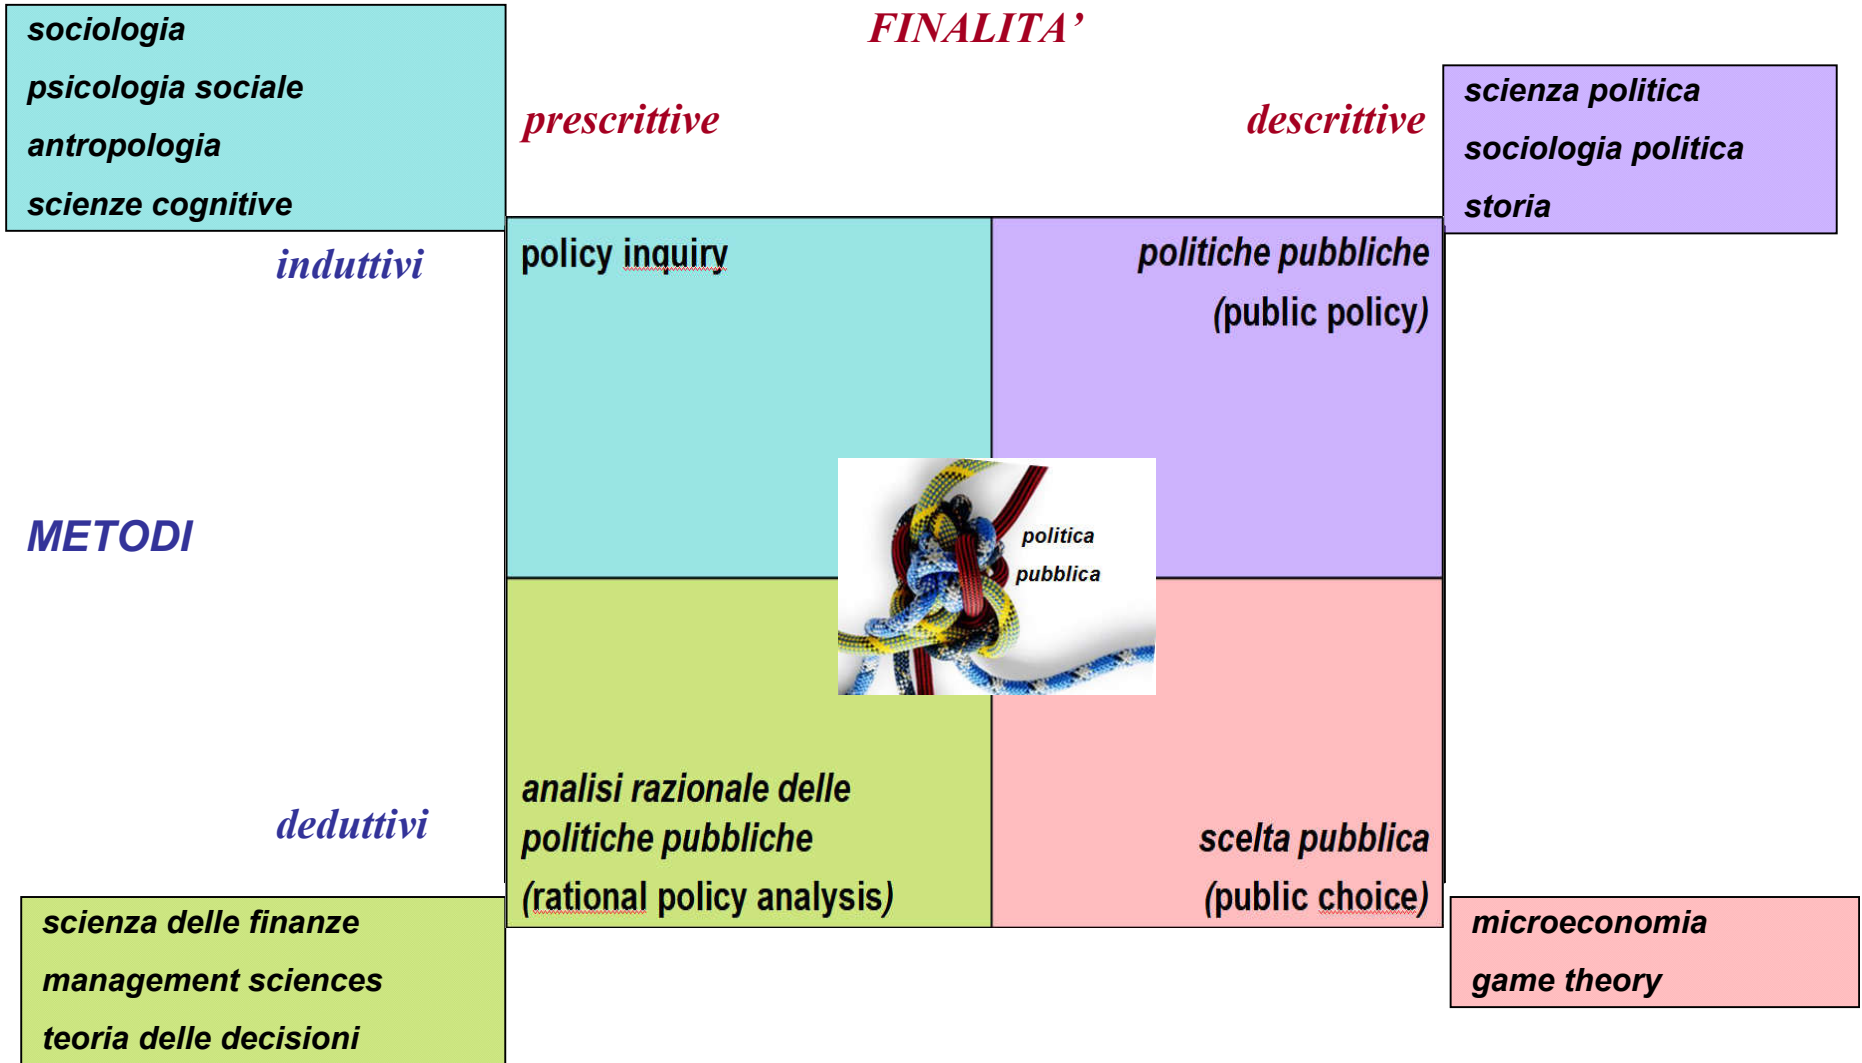 sociologia
psicologia sociale
antropologia
scienze cognitive
FINALITA’
prescrittive
descrittive
scienza politica
sociologia politica
storia
induttivi
policy inquiry
politiche pubbliche
(public policy)
METODI
politica
pubblica
deduttivi
analisi razionale delle
politiche pubbliche
(rational policy analysis)
scelta pubblica
(public choice)
scienza delle finanze
management sciences
teoria delle decisioni
microeconomia
game theory